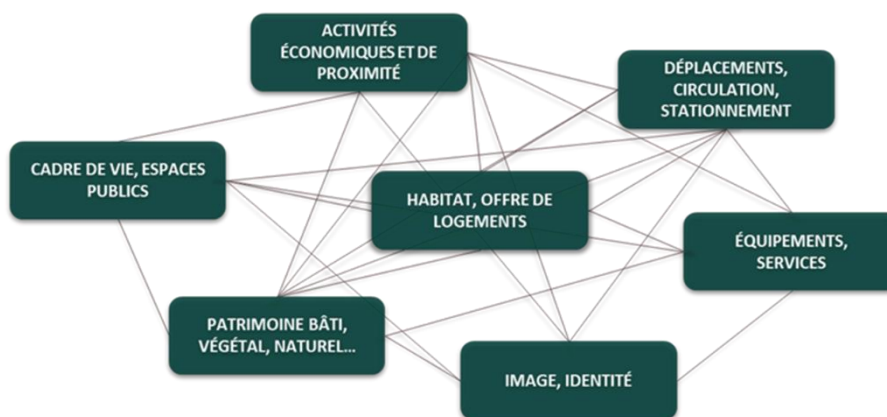 ACTIVITÉS
ÉCONOMIQUES ET DE
PROXIMITÉ
DÉPLACEMENTS,
CIRCULATION,
STATIONNEMENT
CADRE DE VIE, ESPACES
PUBLICS
HABITAT, OFFRE DE
LOGEMENTS
ÉQUIPEMENTS,
SERVICES
PATRIMOINE BÂTI,
VÉGÉTAL, NATUREL...
IMAGE, IDENTITÉ